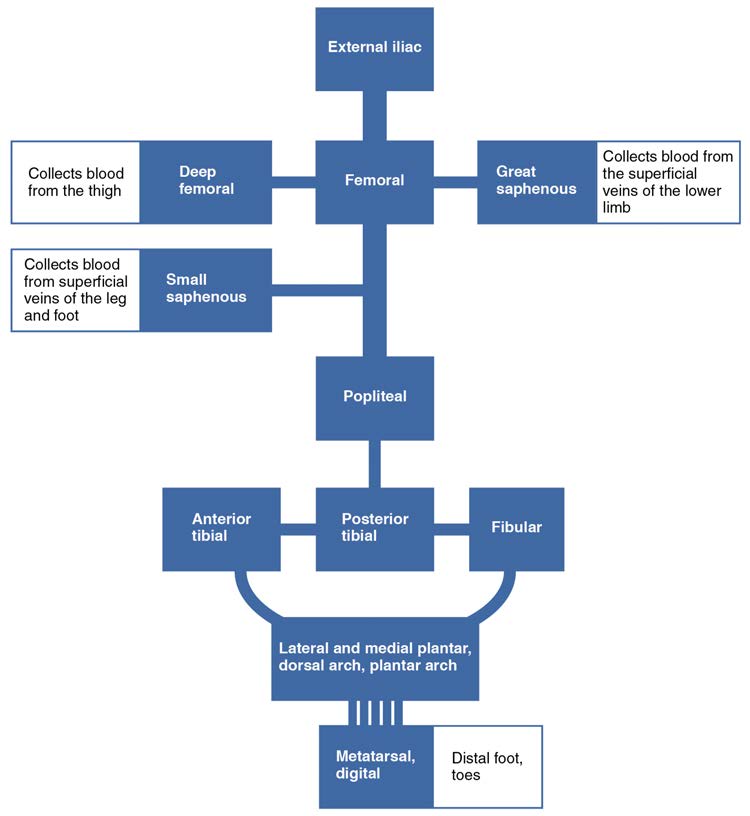 External iliac
Collects blood
from the thigh
Deep
femoral
Femoral
Great
saphenous
Collects blood from
the superficial
veins of the lower
limb
Collects blood
from superficial
veins of the leg
and foot
Small
saphenous
Popliteal
Anterior
tibial
Posterior
tibial
Fibular
Lateral and medial plantar,
dorsal arch, plantar arch
Metatarsal,
digital
Distal foot,
toes